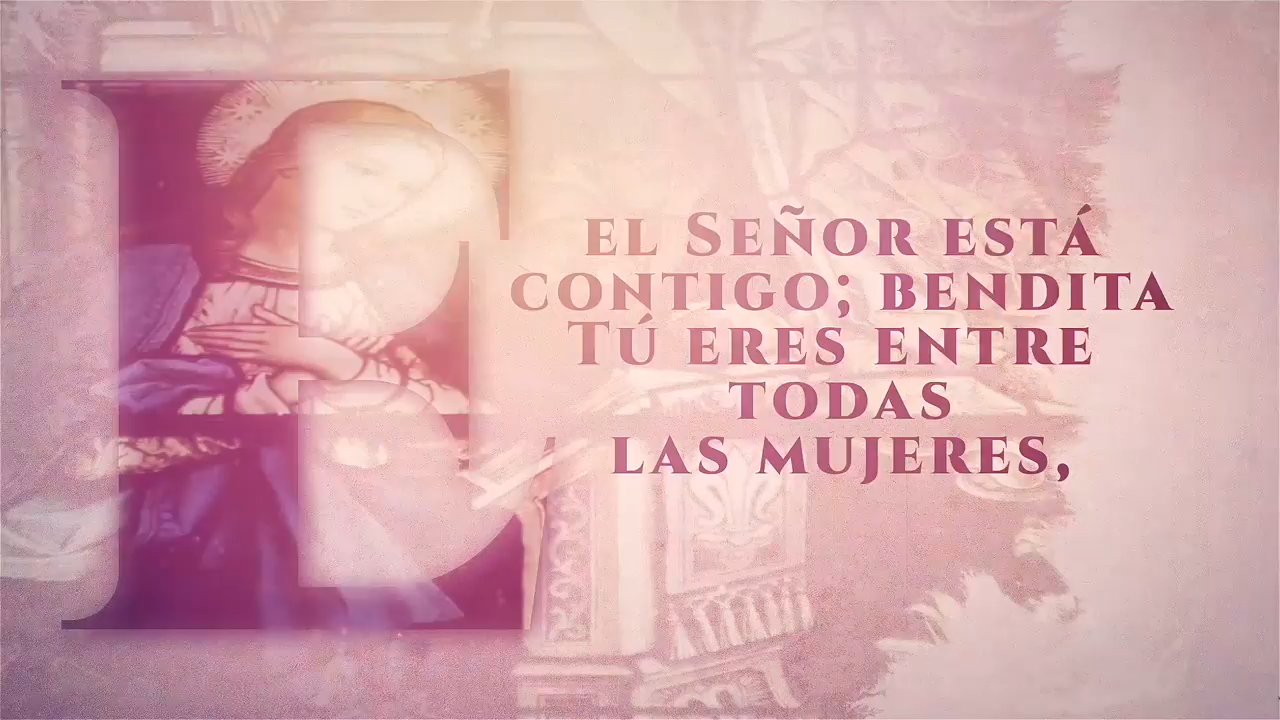 E
EL SEÑOR ESTÁ
CONTIGO; BENDITA
TÚ ERES ENTRE
TODAS
LAS MUJERES,